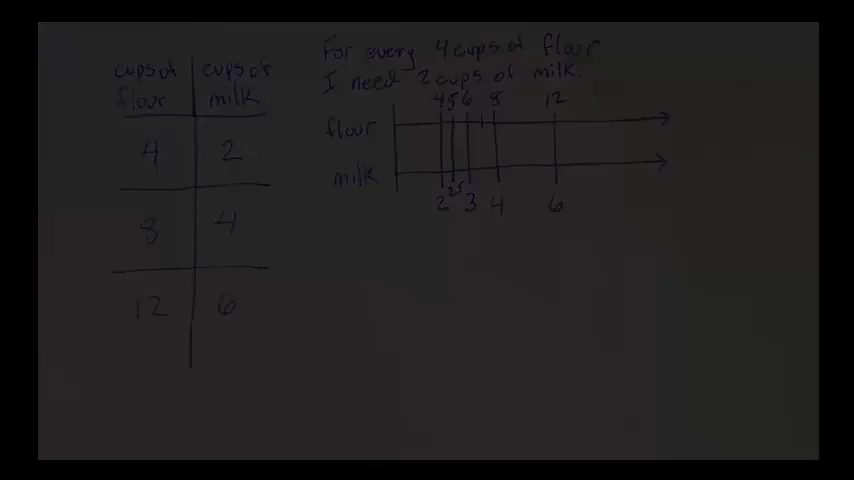 For every 4 cups of flour
I need 2 cups of milk.
cups of flour | cups of milk
4 | 2
8 | 4
12 | 6
4 5 6 8 12
flour
milk
2 2.5 3 4 6